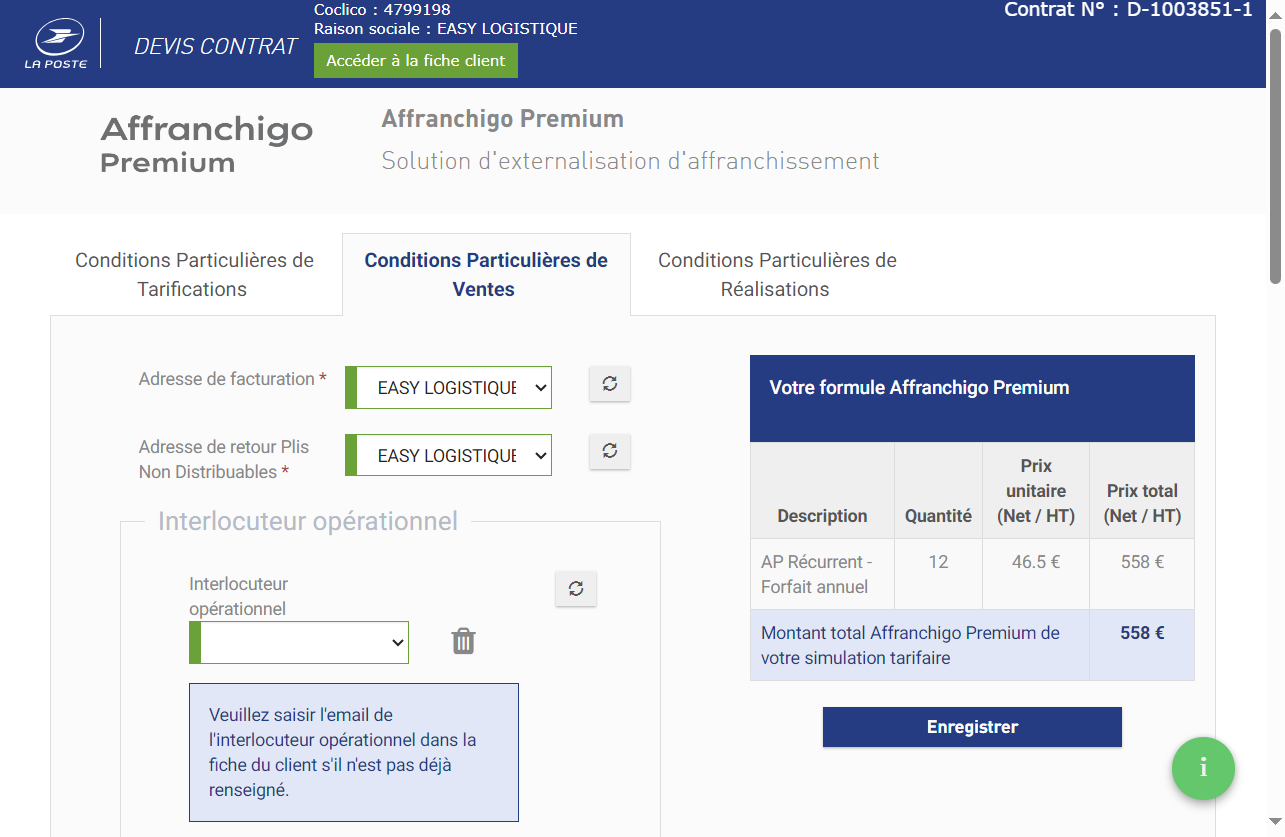 LA POSTE
DEVIS CONTRAT
Coclico : 4799198
Raison sociale : EASY LOGISTIQUE
Accéder à la fiche client
Contrat N° : D-1003851-1
Affranchigo
Premium
Affranchigo Premium
Solution d'externalisation d'affranchissement
Conditions Particulières de
Tarifications
Conditions Particulières de
Ventes
Conditions Particulières de
Réalisations
Adresse de facturation *
EASY LOGISTIQUE
Adresse de retour Plis
Non Distribuables *
EASY LOGISTIQUE
Interlocuteur opérationnel
Interlocuteur
opérationnel
Veuillez saisir l'email de
l'interlocuteur opérationnel dans la
fiche du client s'il n'est pas déjà
renseigné.
Votre formule Affranchigo Premium
Description
Quantité
Prix
unitaire
(Net / HT)
Prix total
(Net / HT)
AP Récurrent -
Forfait annuel
12
46.5 €
558 €
Montant total Affranchigo Premium de
votre simulation tarifaire
558 €
Enregistrer
i